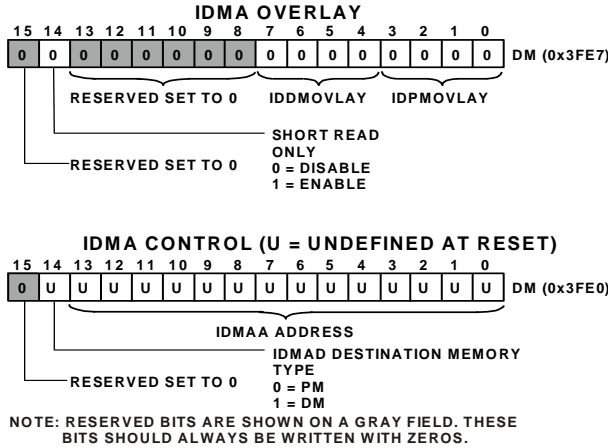 IDMA OVERLAY
15 14 13 12 11 10 9 8 7 6 5 4 3 2 1 0
0 0 0 0 0 0 0 0 0 0 0 0 0 0 0 0 DM (0x3FE7)
RESERVED SET TO 0 IDDMOVLAY IDPMOVLAY
SHORT READ
ONLY
0 = DISABLE
1 = ENABLE
RESERVED SET TO 0
IDMA CONTROL (U = UNDEFINED AT RESET)
15 14 13 12 11 10 9 8 7 6 5 4 3 2 1 0
0 U U U U U U U U U U U U U U U DM (0x3FE0)
IDMAA ADDRESS
IDMAD DESTINATION MEMORY
TYPE
0 = PM
1 = DM
RESERVED SET TO 0
NOTE: RESERVED BITS ARE SHOWN ON A GRAY FIELD. THESE
BITS SHOULD ALWAYS BE WRITTEN WITH ZEROS.